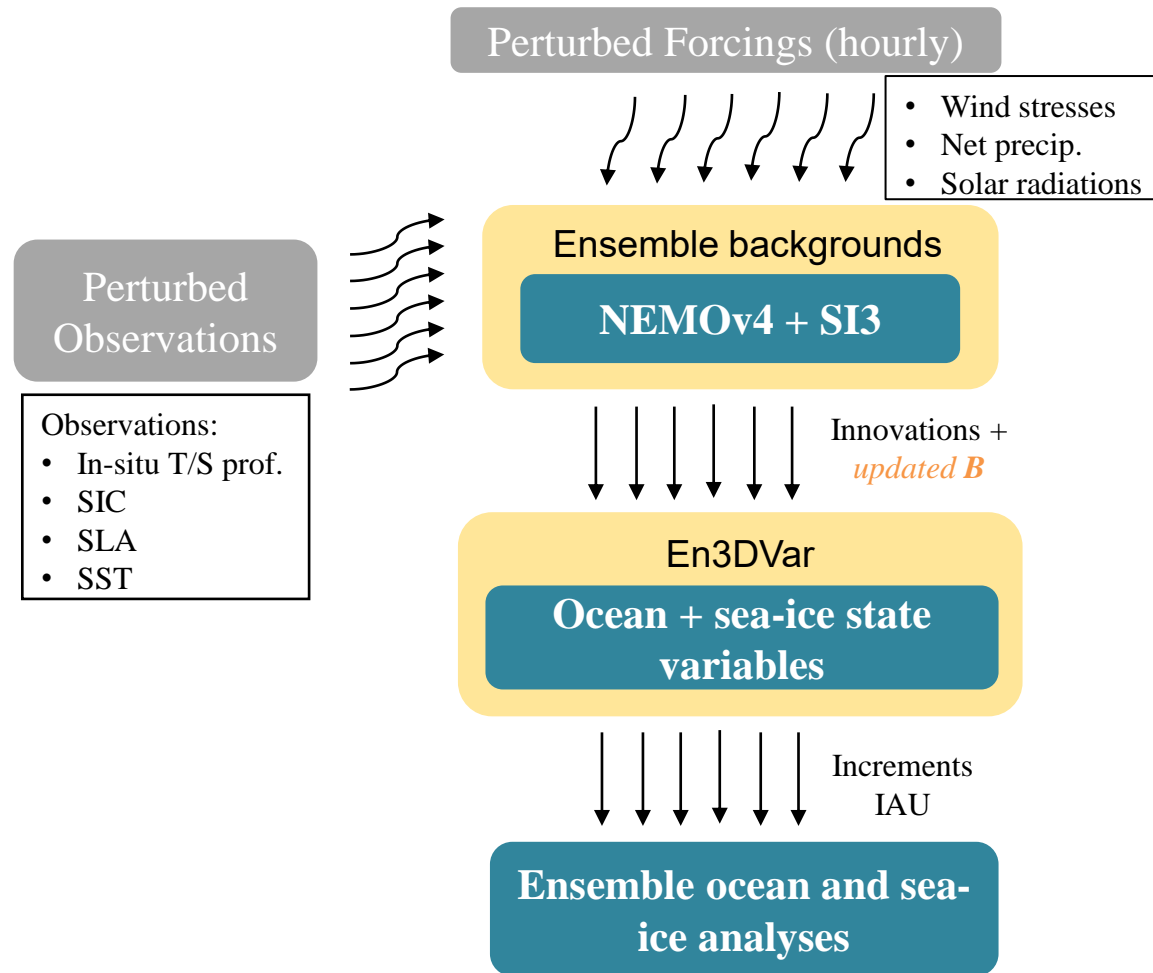 Perturbed Forcings (hourly)
• Wind stresses
• Net precip.
• Solar radiations
Ensemble backgrounds
NEMOv4 + SI3
Perturbed
Observations
Observations:
• In-situ T/S prof.
• SIC
• SLA
• SST
Innovations +
updated B
En3DVar
Ocean + sea-ice state
variables
Increments
IAU
Ensemble ocean and sea-
ice analyses